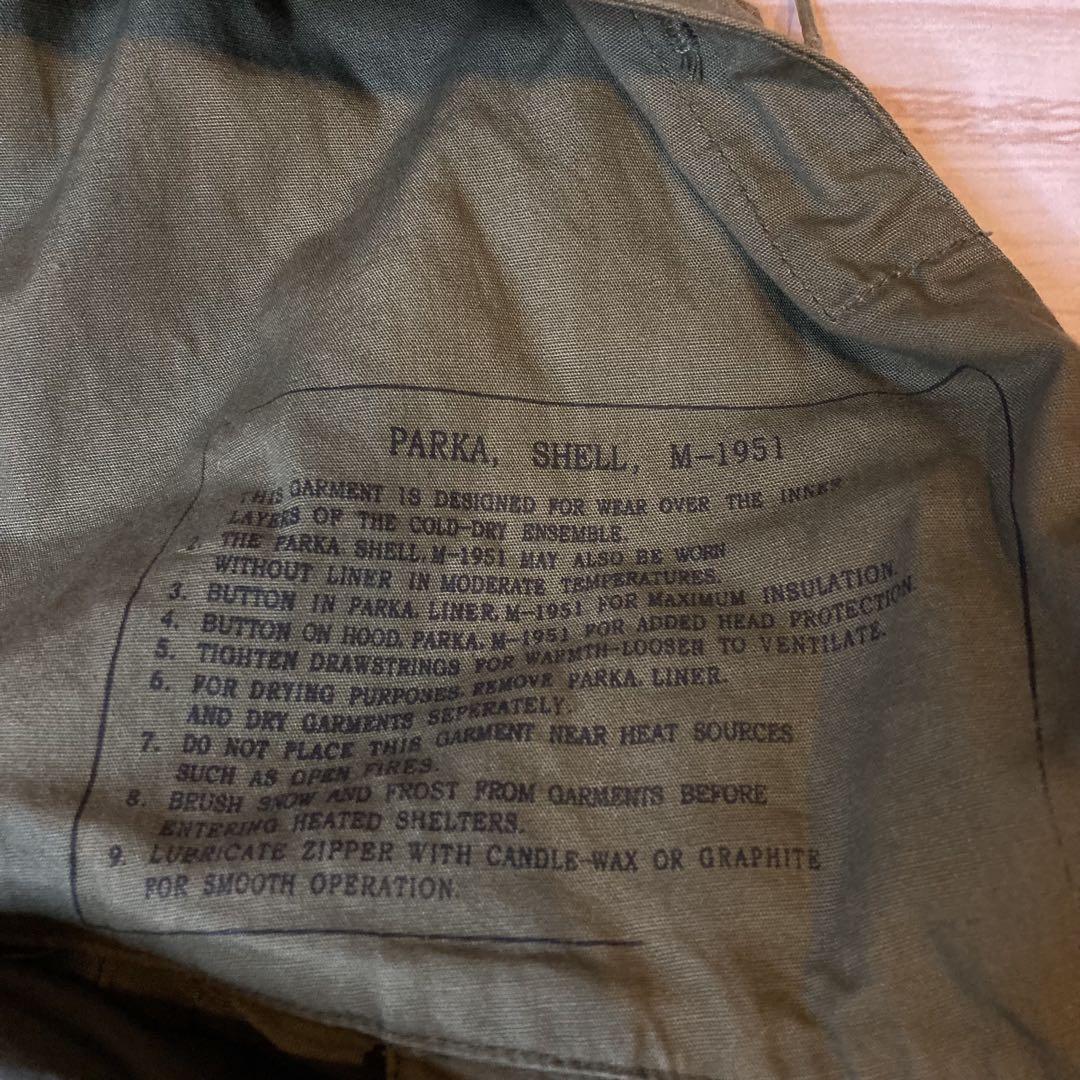 PARKA, SHELL, M-1951
THIS GARMENT IS DESIGNED FOR WEAR OVER THE INNER
LAYERS OF THE COLD-DRY ENSEMBLE.
2. THE PARKA SHELL, M-1951 MAY ALSO BE WORN
WITHOUT LINER IN MODERATE TEMPERATURES.
3. BUTTON IN PARKA, LINER, M-1951 FOR MAXIMUM INSULATION.
4. BUTTON ON HOOD, PARKA, M-1951 FOR ADDED HEAD PROTECTION.
5. TIGHTEN DRAWSTRINGS FOR WARMTH-LOOSEN TO VENTILATE.
6. FOR DRYING PURPOSES REMOVE PARKA, LINER.
AND DRY GARMENTS SEPERATELY.
7. DO NOT PLACE THIS GARMENT NEAR HEAT SOURCES
SUCH AS OPEN FIRES.
8. BRUSH SNOW AND FROST FROM GARMENTS BEFORE
ENTERING HEATED SHELTERS.
9. LUBRICATE ZIPPER WITH CANDLE-WAX OR GRAPHITE
FOR SMOOTH OPERATION.